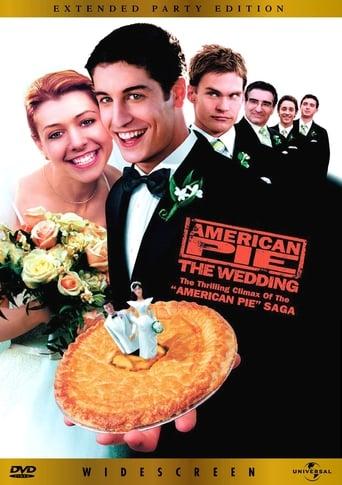 EXTENDED PARTY EDITION
AMERICAN
PIE
THE WEDDING
The Thrilling Climax Of The
"AMERICAN PIE" SAGA
DVD
VIDEO
WIDESCREEN
UNIVERSAL